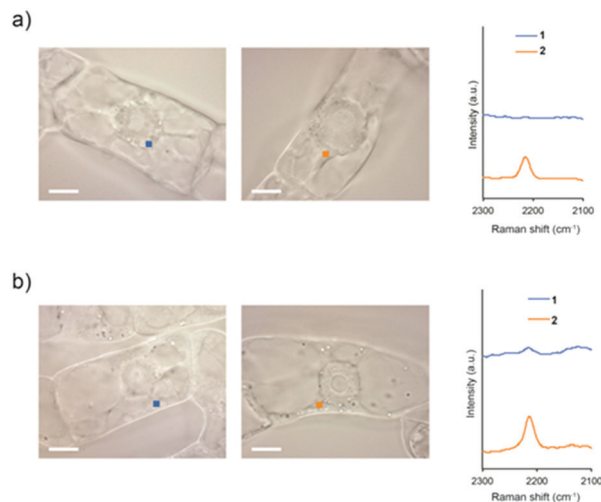 a)
1
2
Intensity (a.u.)
2300 2200 2100
Raman shift (cm⁻¹)
b)
1
2
Intensity (a.u.)
2300 2200 2100
Raman shift (cm⁻¹)